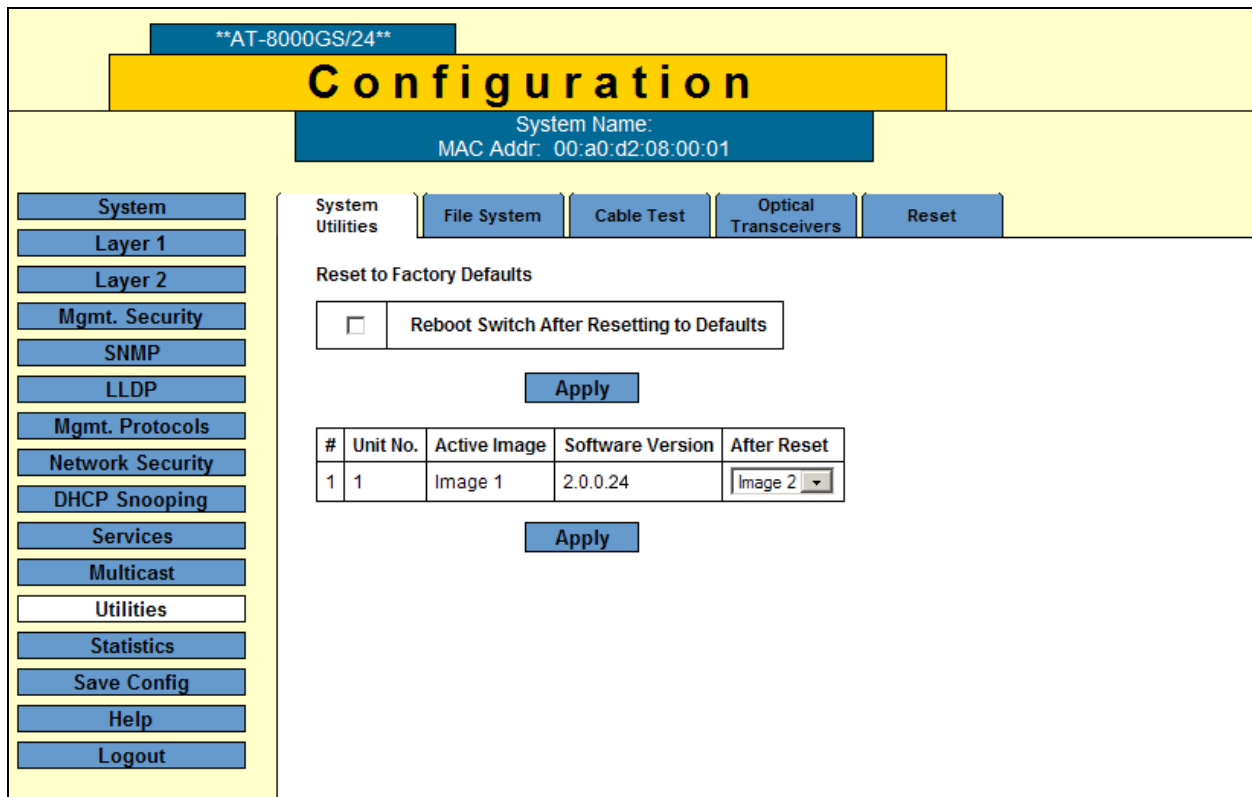 **AT-8000GS/24**
Configuration
System Name:
MAC Addr: 00:a0:d2:08:00:01
System
Layer 1
Layer 2
Mgmt. Security
SNMP
LLDP
Mgmt. Protocols
Network Security
DHCP Snooping
Services
Multicast
Utilities
Statistics
Save Config
Help
Logout
System
Utilities
File System
Cable Test
Optical
Transceivers
Reset
Reset to Factory Defaults
Reboot Switch After Resetting to Defaults
Apply
# Unit No. Active Image Software Version After Reset
1 1 Image 1 2.0.0.24 Image 2
Apply